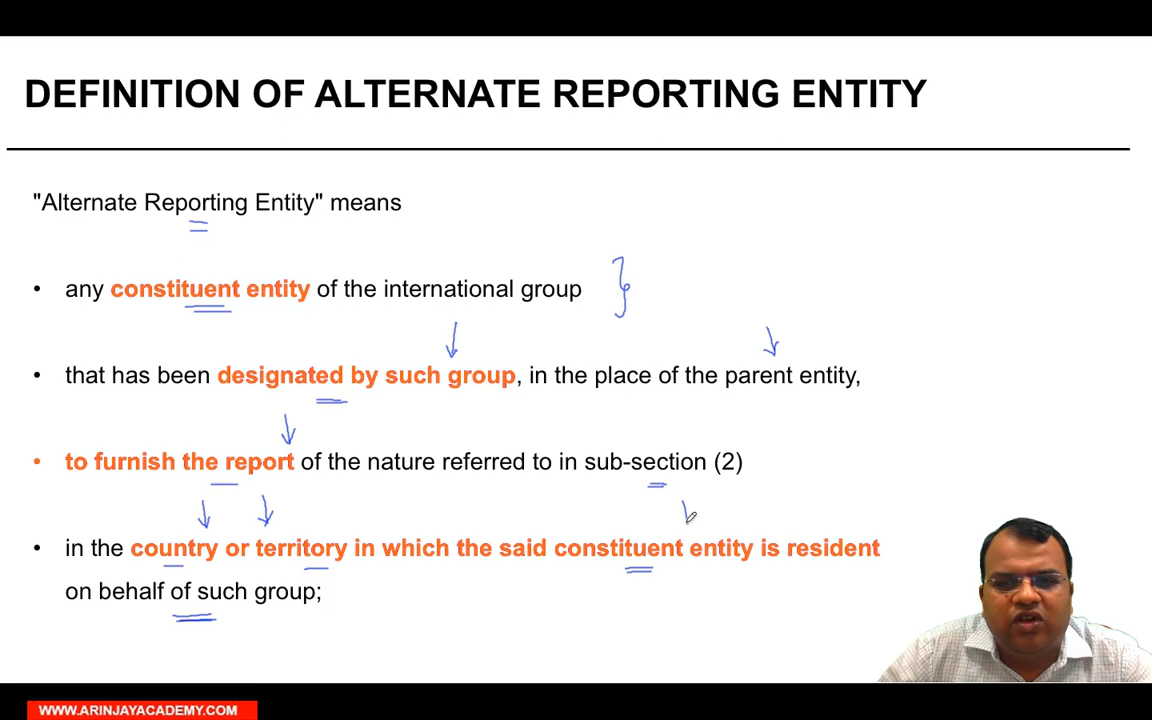 DEFINITION OF ALTERNATE REPORTING ENTITY
"Alternate Reporting Entity" means
• any constituent entity of the international group
• that has been designated by such group, in the place of the parent entity,
• to furnish the report of the nature referred to in sub-section (2)
• in the country or territory in which the said constituent entity is resident
on behalf of such group;
WWW.ARINJAYACADEMY.COM